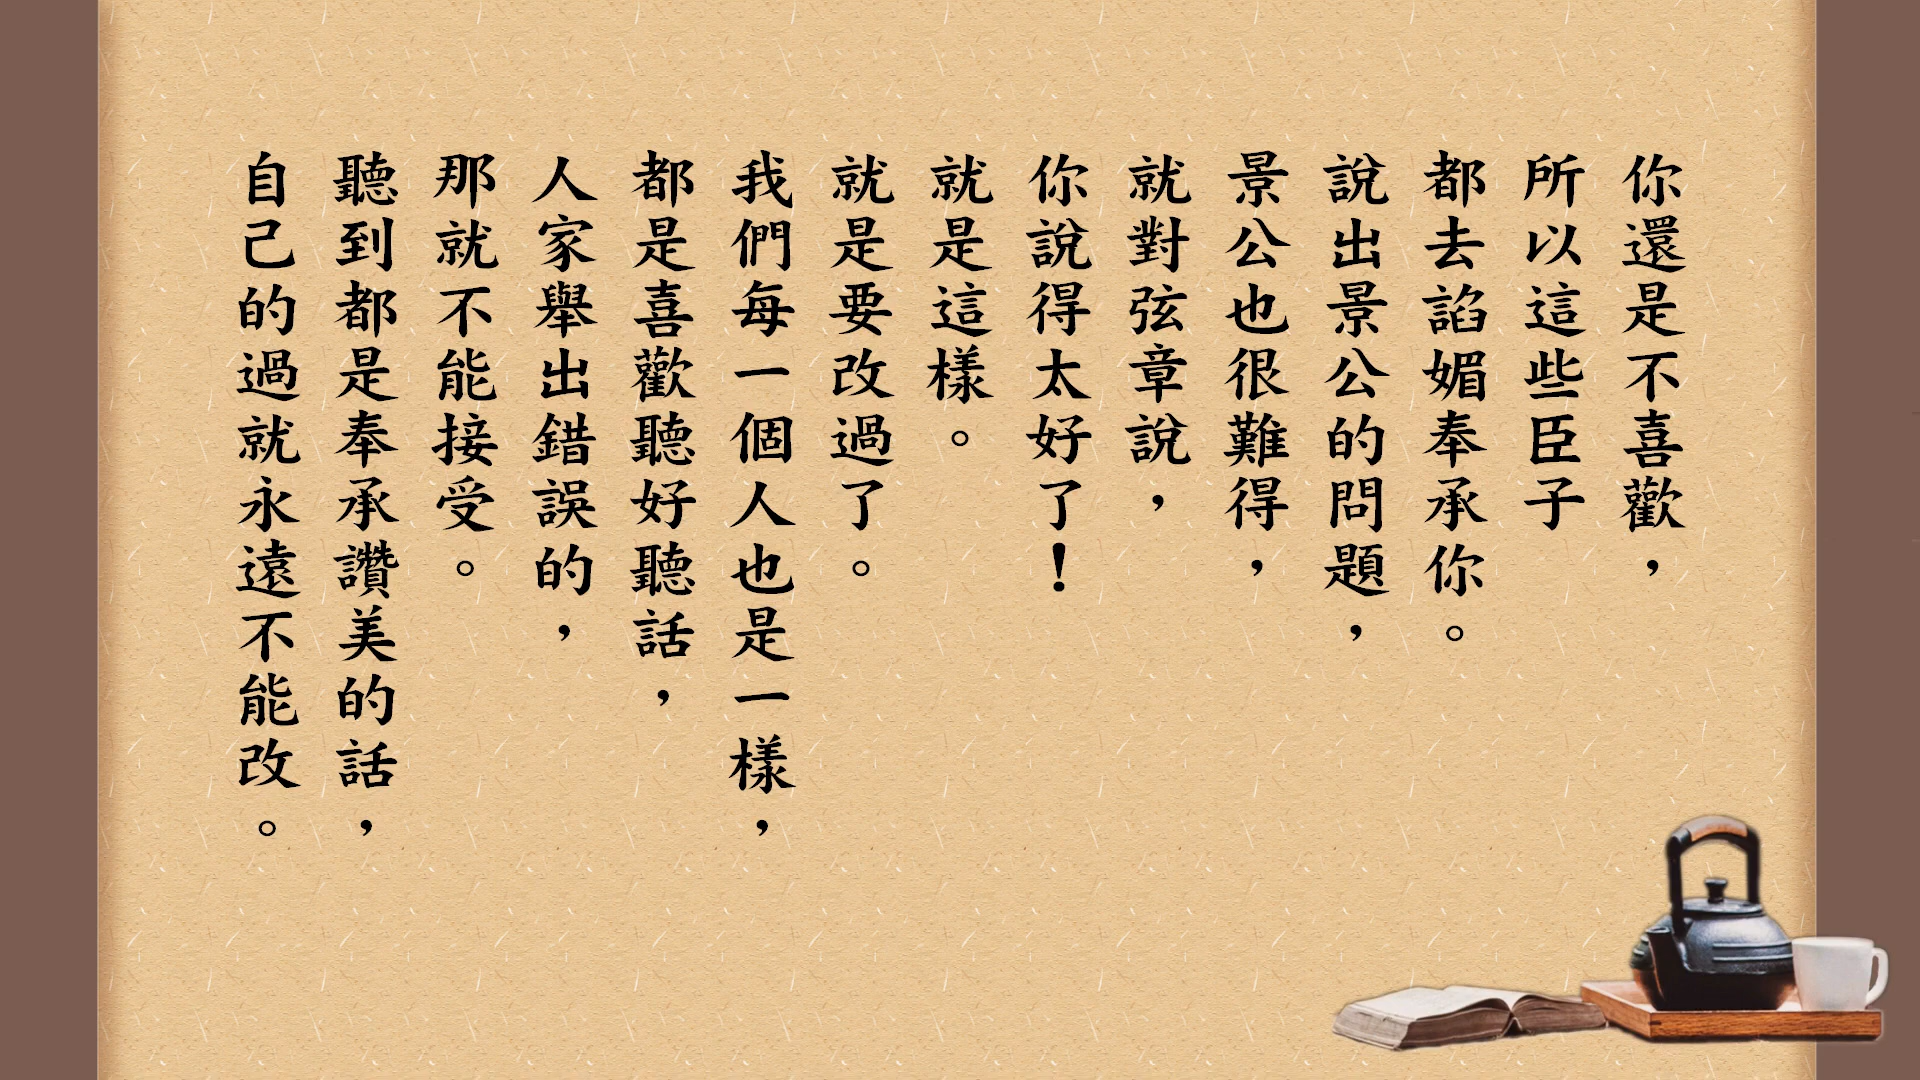 你還是不喜歡，
所以這些臣子
都去諂媚奉承你。
說出景公的問題，
景公也很難得，
就對弦章說，
你說得太好了！
就是這樣。
就是要改過了。
我們每一個人也是一樣，
都是喜歡聽好聽話，
人家舉出錯誤的，
那就不能接受。
聽到都是奉承讚美的話，
自己的過就永遠不能改。